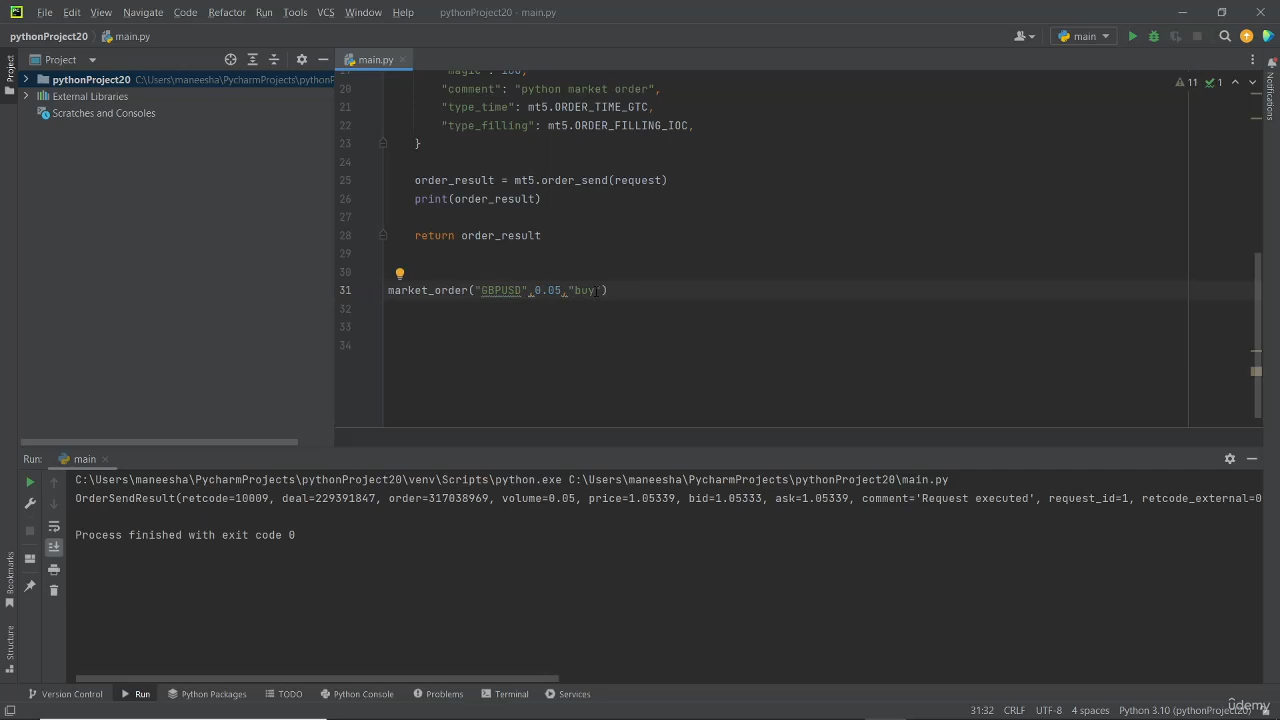 File Edit View Navigate Code Refactor Run Tools VCS Window Help pythonProject20 - main.py
pythonProject20 main.py main
Project main.py
pythonProject20 C:\Users\maneesha\PycharmProjects\pythonP
External Libraries
Scratches and Consoles
Project
Notifications
11 1
20 "comment": "python market order",
21 "type_time": mt5.ORDER_TIME_GTC,
22 "type_filling": mt5.ORDER_FILLING_IOC,
23 }
24
25 order_result = mt5.order_send(request)
26 print(order_result)
27
28 return order_result
29
30
31 market_order("GBPUSD",0.05,"buy")
32
33
34
Run: main
C:\Users\maneesha\PycharmProjects\pythonProject20\venv\Scripts\python.exe C:\Users\maneesha\PycharmProjects\pythonProject20\main.py
OrderSendResult(retcode=10009, deal=229391847, order=317038969, volume=0.05, price=1.05339, bid=1.05333, ask=1.05339, comment='Request executed', request_id=1, retcode_external=0
Process finished with exit code 0
Bookmarks
Structure
Version Control Run Python Packages TODO Python Console Problems Terminal Services
31:32 CRLF UTF-8 4 spaces Python 3.10 (pythonProject20)
udemy